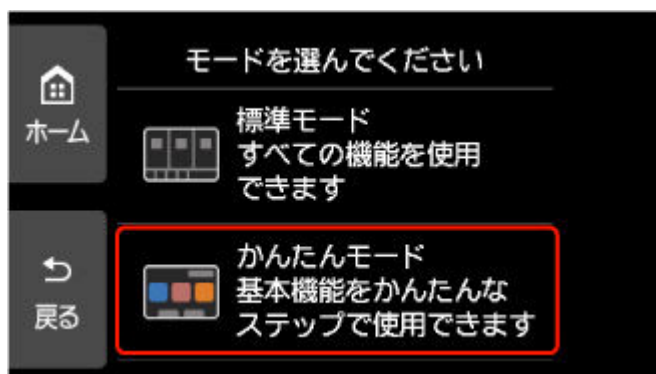 モードを選んでください
ホーム
標準モード
すべての機能を使用
できます
かんたんモード
基本機能をかんたんな
ステップで使用できます
戻る